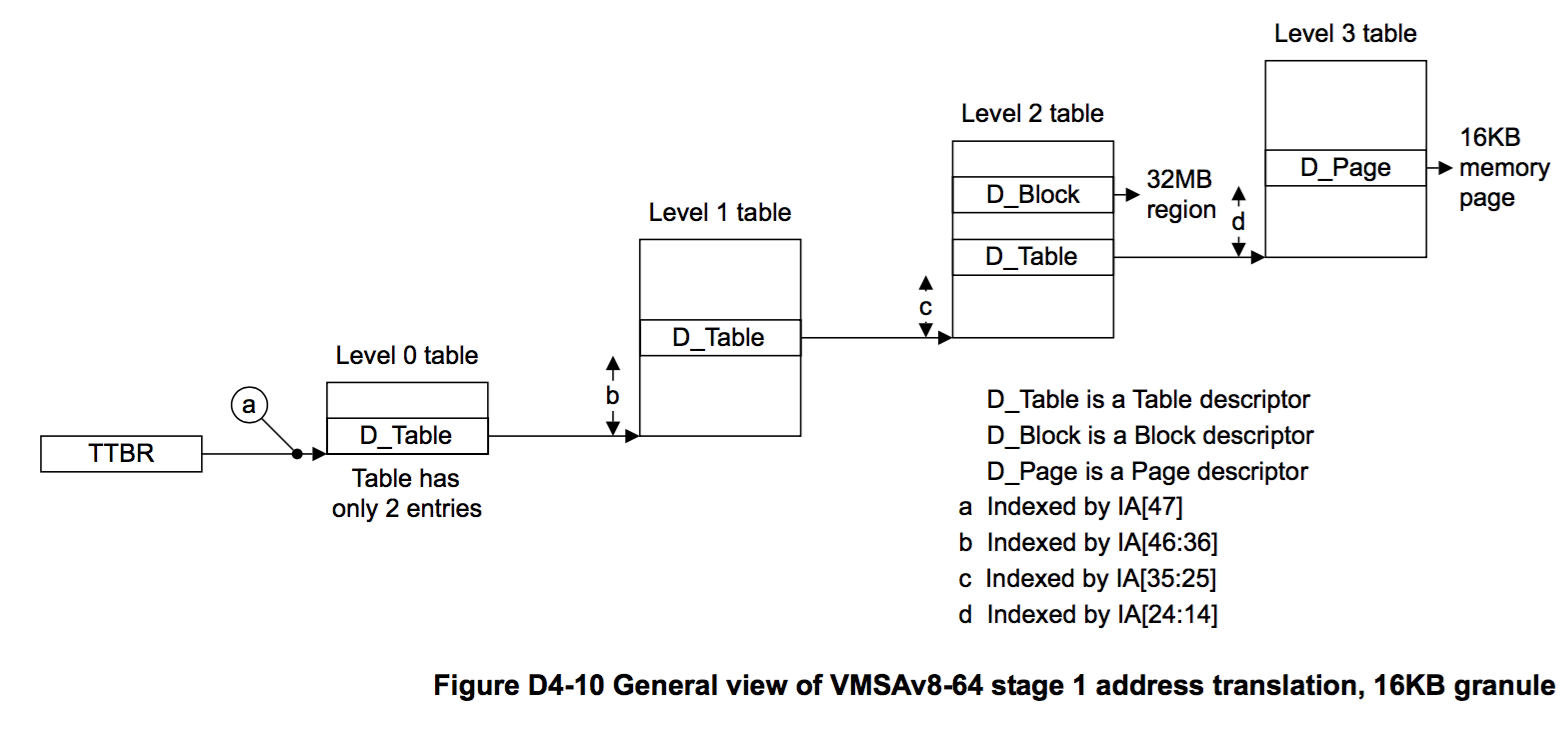 Level 3 table
16KB
memory
page
D_Page
Level 2 table
D_Block
32MB
region
d
D_Table
c
Level 1 table
D_Table
b
Level 0 table
a
D_Table
TTBR
Table has
only 2 entries
D_Table is a Table descriptor
D_Block is a Block descriptor
D_Page is a Page descriptor
a Indexed by IA[47]
b Indexed by IA[46:36]
c Indexed by IA[35:25]
d Indexed by IA[24:14]
Figure D4-10 General view of VMSAv8-64 stage 1 address translation, 16KB granule